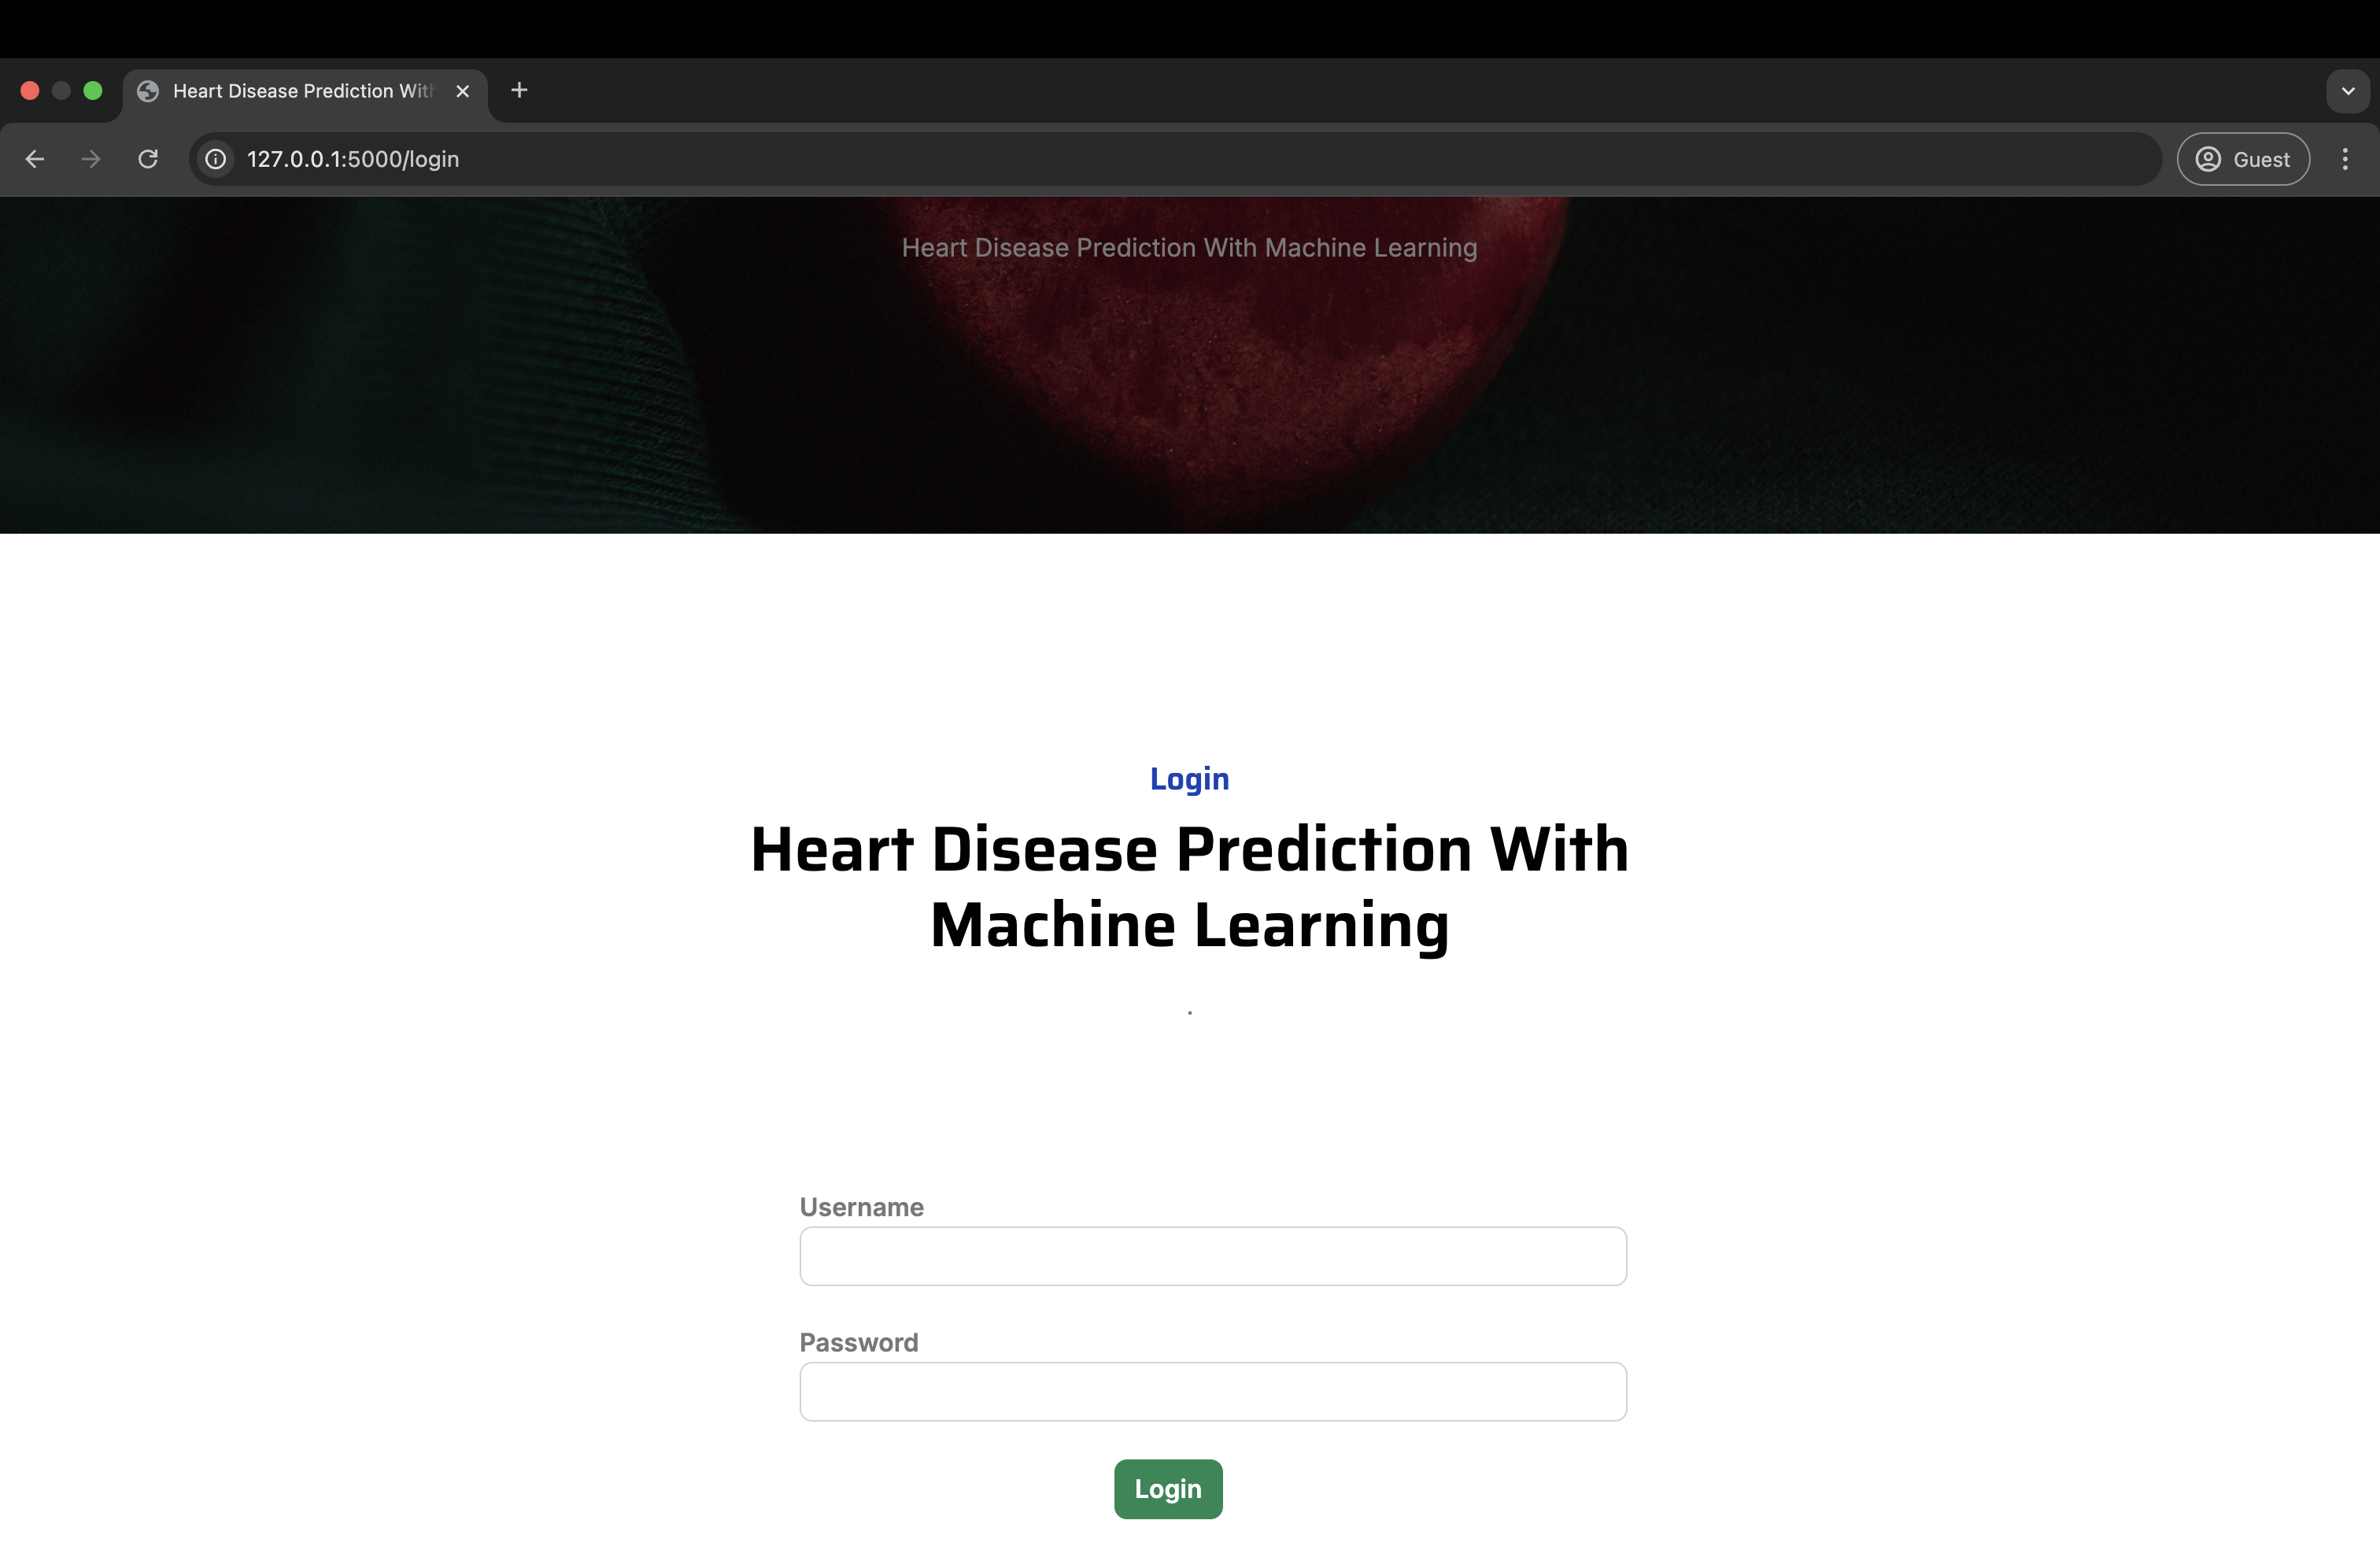 Heart Disease Prediction With
127.0.0.1:5000/login
Guest
Heart Disease Prediction With Machine Learning
Login
Heart Disease Prediction With
Machine Learning
.
Username
Password
Login